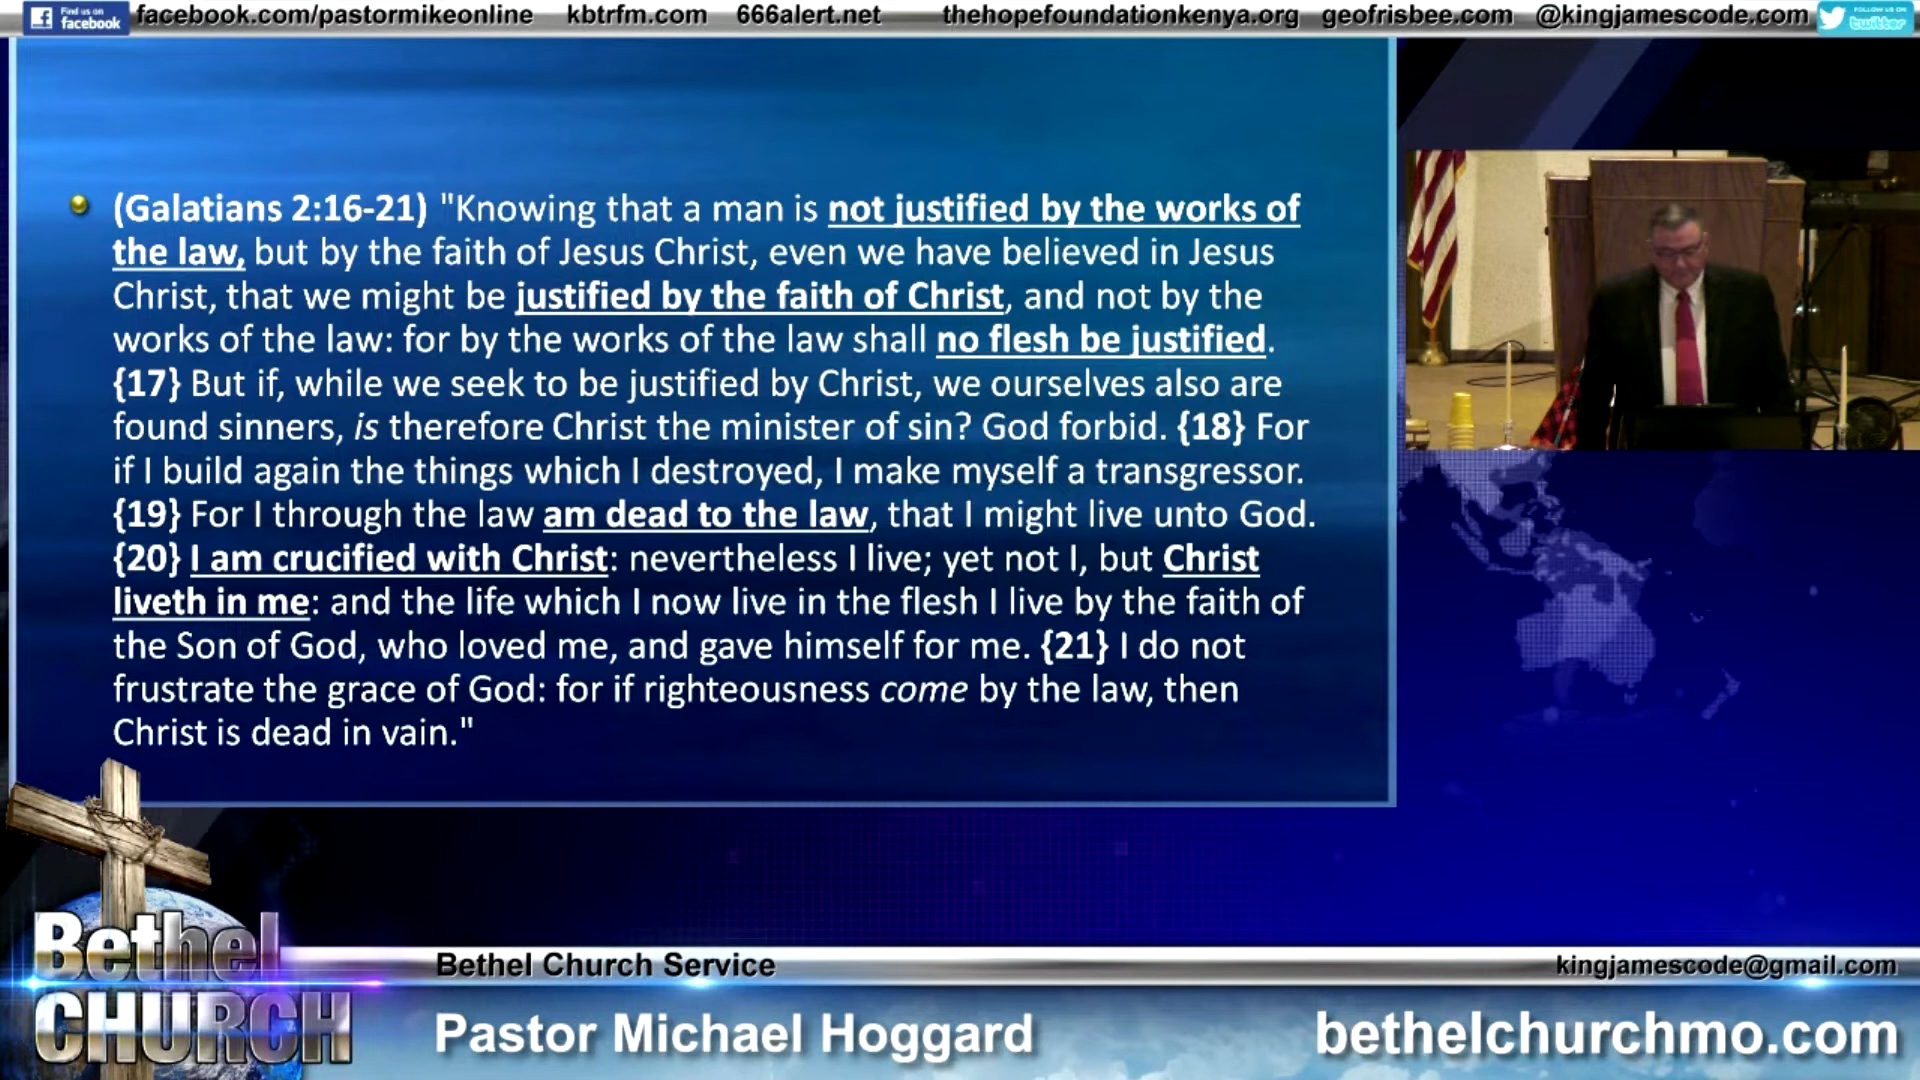 Find us on
facebook
facebook.com/pastormikeonline kbtrfm.com 666alert.net thehopefoundationkenya.org geofrisbee.com @kingjamescode.com
FOLLOW US ON
twitter
(Galatians 2:16-21) "Knowing that a man is not justified by the works of
the law, but by the faith of Jesus Christ, even we have believed in Jesus
Christ, that we might be justified by the faith of Christ, and not by the
works of the law: for by the works of the law shall no flesh be justified.
{17} But if, while we seek to be justified by Christ, we ourselves also are
found sinners, is therefore Christ the minister of sin? God forbid. {18} For
if I build again the things which I destroyed, I make myself a transgressor.
{19} For I through the law am dead to the law, that I might live unto God.
{20} I am crucified with Christ: nevertheless I live; yet not I, but Christ
liveth in me: and the life which I now live in the flesh I live by the faith of
the Son of God, who loved me, and gave himself for me. {21} I do not
frustrate the grace of God: for if righteousness come by the law, then
Christ is dead in vain."
Bethel
CHURCH
Bethel Church Service
kingjamescode@gmail.com
Pastor Michael Hoggard
bethelchurchmo.com